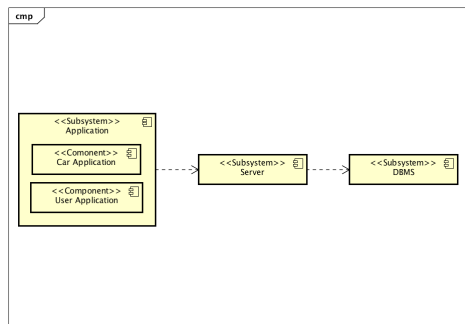 cmp
<<Subsystem>>
Application
<<Comonent>>
Car Application
<<Component>>
User Application
<<Subsystem>>
Server
<<Subsystem>>
DBMS